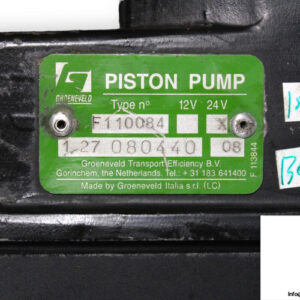 GROENEVELD
PISTON PUMP
Type nº 12V 24V
F110084 X
1.27 080440 08
Groeneveld Transport Efficiency B.V.
Gorinchem, the Netherlands. Tel.: + 31 183 641400
Made by Groeneveld Italia s.r.l. (LC)
F 113844